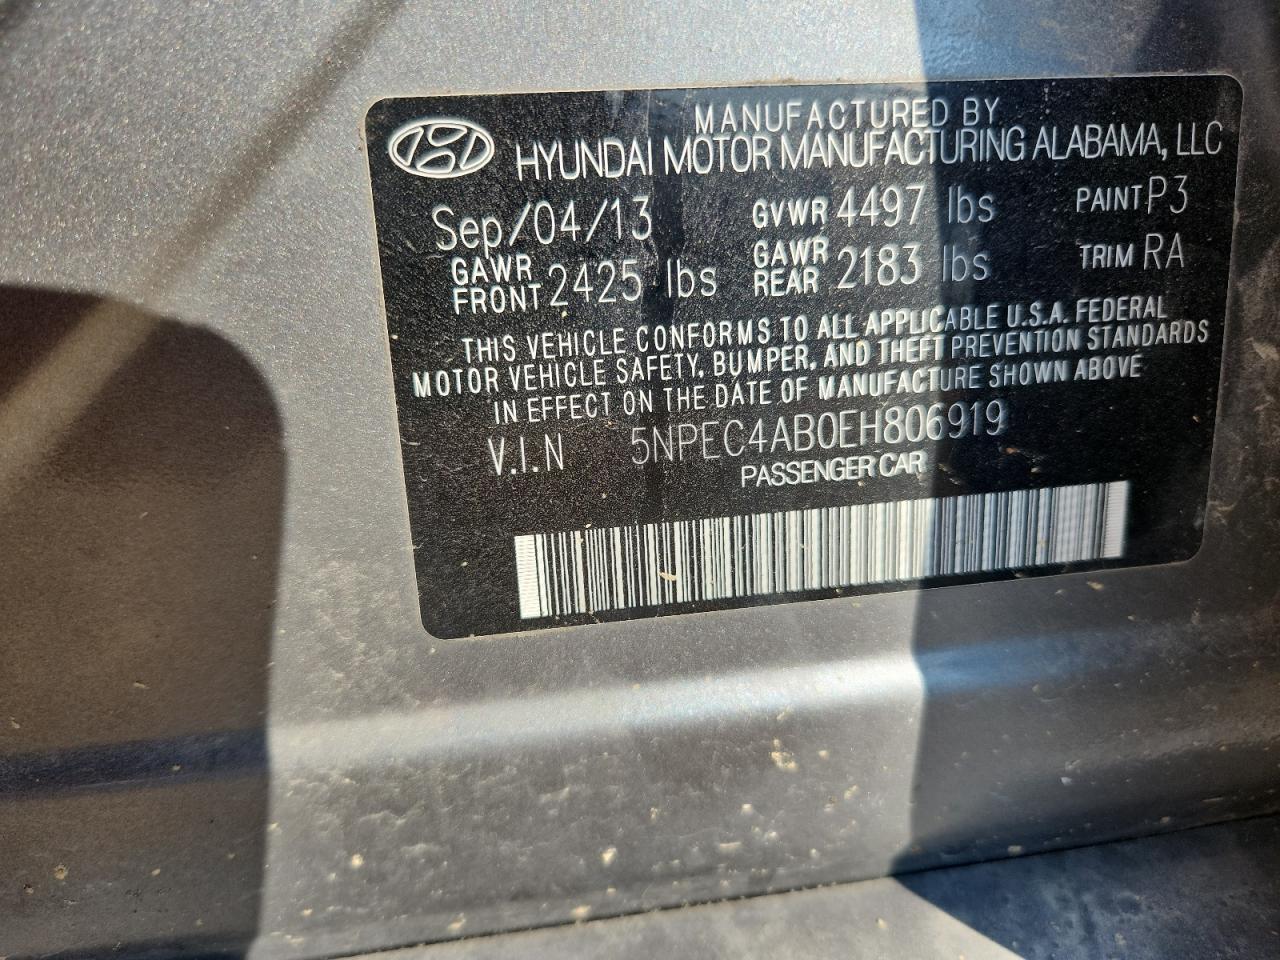 MANUFACTURED BY
HYUNDAI MOTOR MANUFACTURING ALABAMA, LLC
Sep/04/13 GVWR 4497 lbs PAINT P3
GAWR FRONT 2425 lbs GAWR REAR 2183 lbs TRIM RA
THIS VEHICLE CONFORMS TO ALL APPLICABLE U.S.A. FEDERAL
MOTOR VEHICLE SAFETY, BUMPER, AND THEFT PREVENTION STANDARDS
IN EFFECT ON THE DATE OF MANUFACTURE SHOWN ABOVE
V.I.N 5NPEC4AB0EH806919
PASSENGER CAR